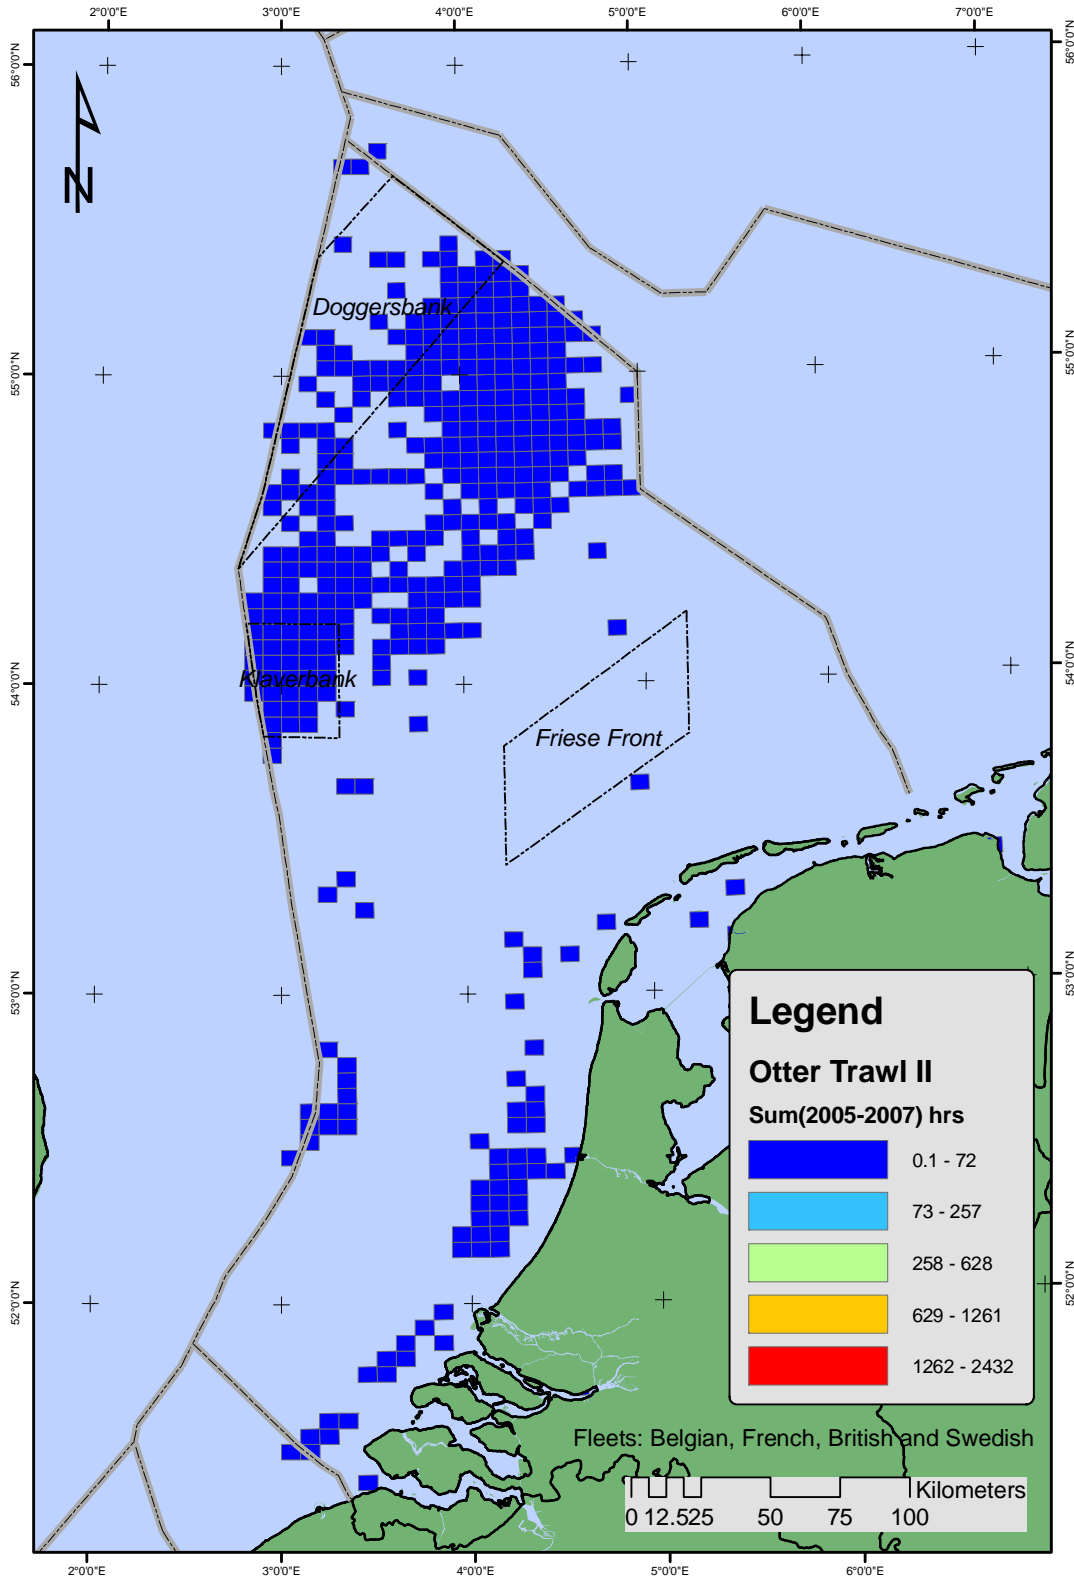 2°0'0"E 3°0'0"E 4°0'0"E 5°0'0"E 6°0'0"E 7°0'0"E
56°0'0"N
56°0'0"N
N
Doggersbank
55°0'0"N
55°0'0"N
Klaverbank
54°0'0"N
54°0'0"N
Friese Front
53°0'0"N
53°0'0"N
Legend
Otter Trawl II
Sum(2005-2007) hrs
0.1 - 72
73 - 257
258 - 628
629 - 1261
1262 - 2432
52°0'0"N
52°0'0"N
Fleets: Belgian, French, British and Swedish
Kilometers
0 12.525 50 75 100
2°0'0"E 3°0'0"E 4°0'0"E 5°0'0"E 6°0'0"E